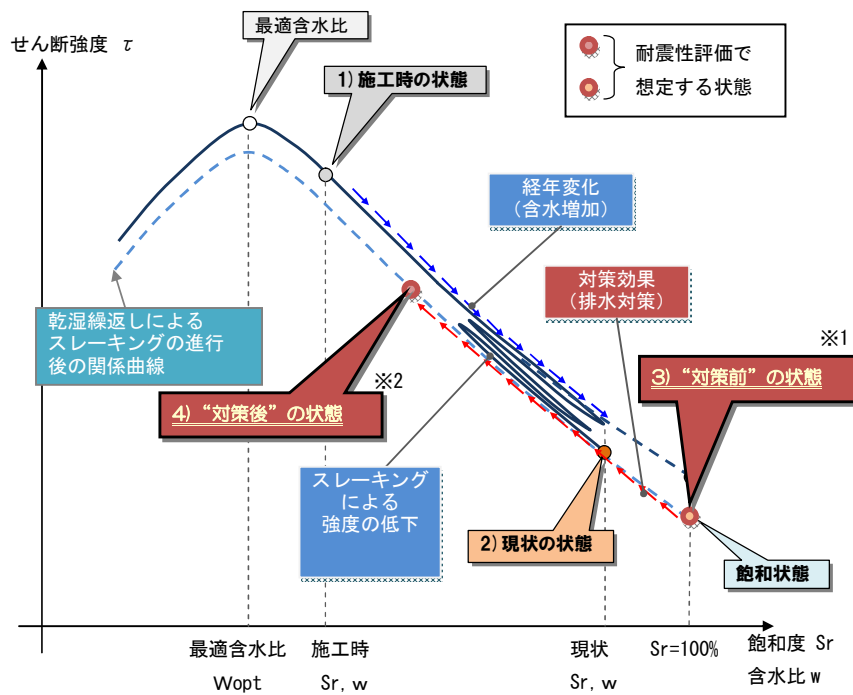 せん断強度 τ
最適含水比
1) 施工時の状態
耐震性評価で
想定する状態
経年変化
（含水増加）
対策効果
（排水対策）
乾湿繰返しによる
スレーキングの進行
後の関係曲線
※1
3）“対策前”の状態
※2
4）“対策後”の状態
スレーキング
による
強度の低下
2) 現状の状態
飽和状態
最適含水比
Wopt
施工時
Sr, w
現状
Sr, w
Sr=100%
飽和度 Sr
含水比 w